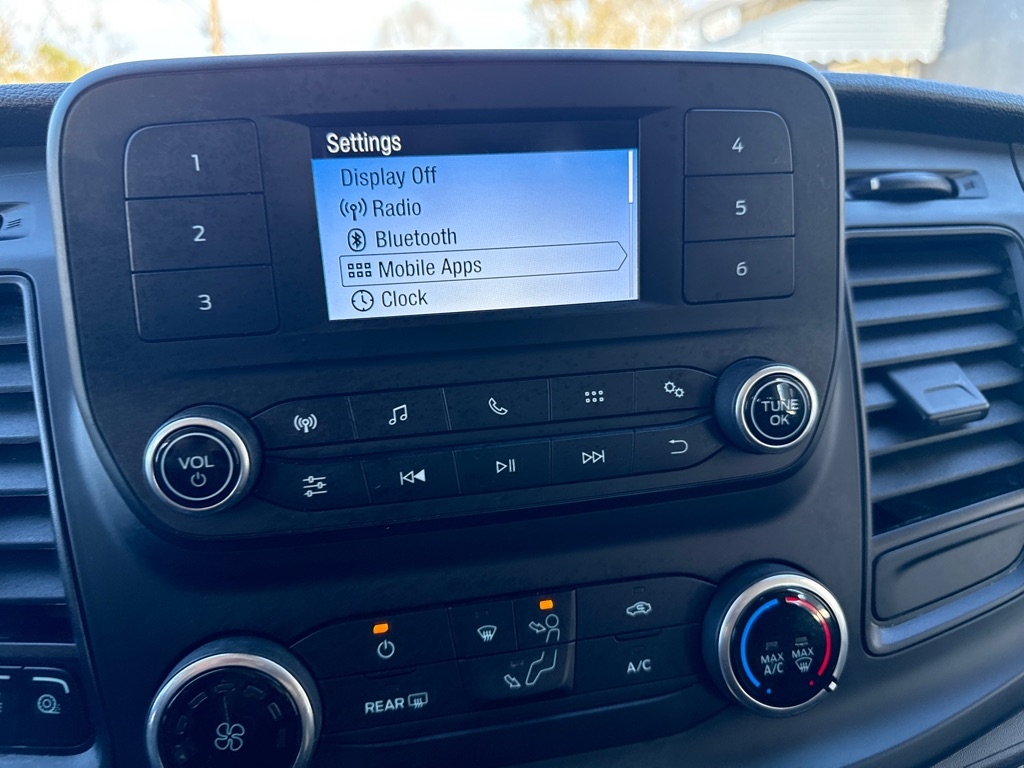 Settings
Display Off
Radio
Bluetooth
Mobile Apps
Clock
1
2
3
4
5
6
VOL
TUNE
OK
REAR
A/C
MAX
A/C
MAX